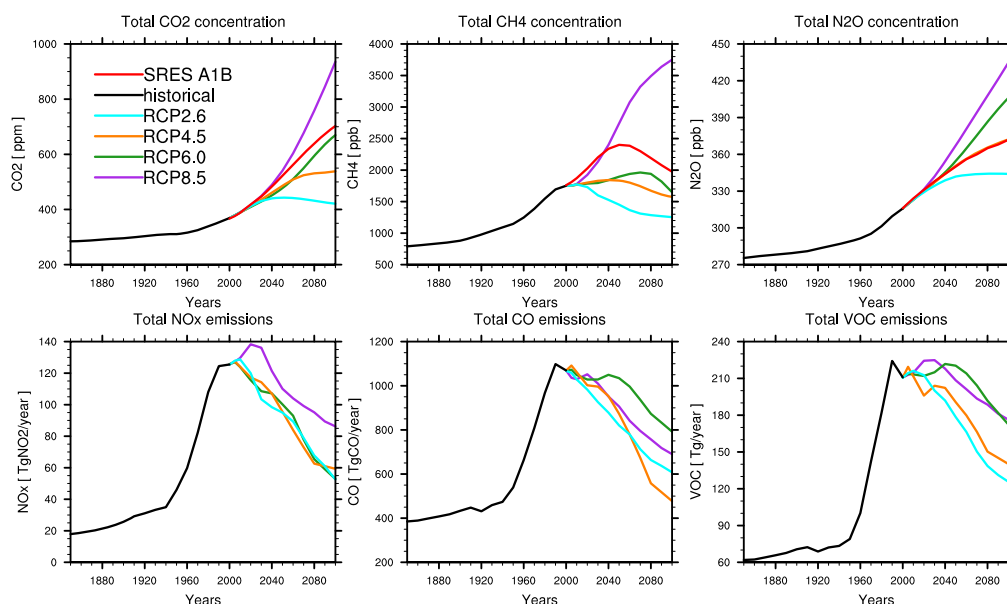 Total CO2 concentration
CO2 [ ppm ]
1000
800
600
400
200
SRES A1B
historical
RCP2.6
RCP4.5
RCP6.0
RCP8.5
1880 1920 1960 2000 2040 2080
Years
Total CH4 concentration
CH4 [ ppb ]
4000
3500
3000
2500
2000
1500
1000
500
1880 1920 1960 2000 2040 2080
Years
Total N2O concentration
N2O [ ppb ]
450
420
390
360
330
300
270
1880 1920 1960 2000 2040 2080
Years
Total NOx emissions
NOx [ TgNO2/year ]
140
120
100
80
60
40
20
0
1880 1920 1960 2000 2040 2080
Years
Total CO emissions
CO [ TgCO/year ]
1200
1000
800
600
400
200
1880 1920 1960 2000 2040 2080
Years
Total VOC emissions
VOC [ Tg/year ]
240
210
180
150
120
90
60
1880 1920 1960 2000 2040 2080
Years